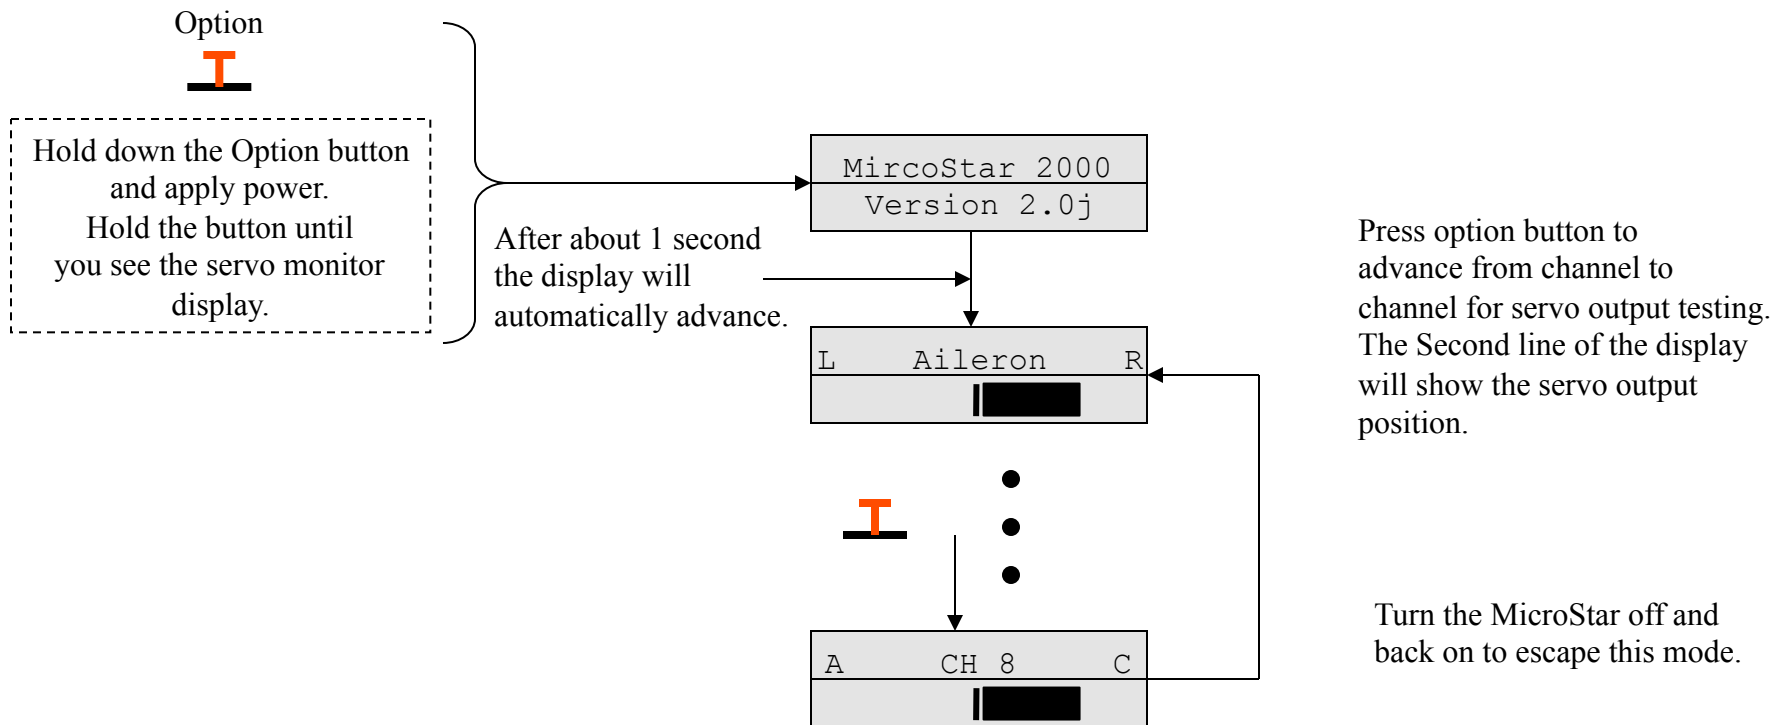 Option
Hold down the Option button
and apply power.
Hold the button until
you see the servo monitor
display.
MircoStar 2000
Version 2.0j
After about 1 second
the display will
automatically advance.
L Aileron R
Press option button to
advance from channel to
channel for servo output testing.
The Second line of the display
will show the servo output
position.
A CH 8 C
Turn the MicroStar off and
back on to escape this mode.